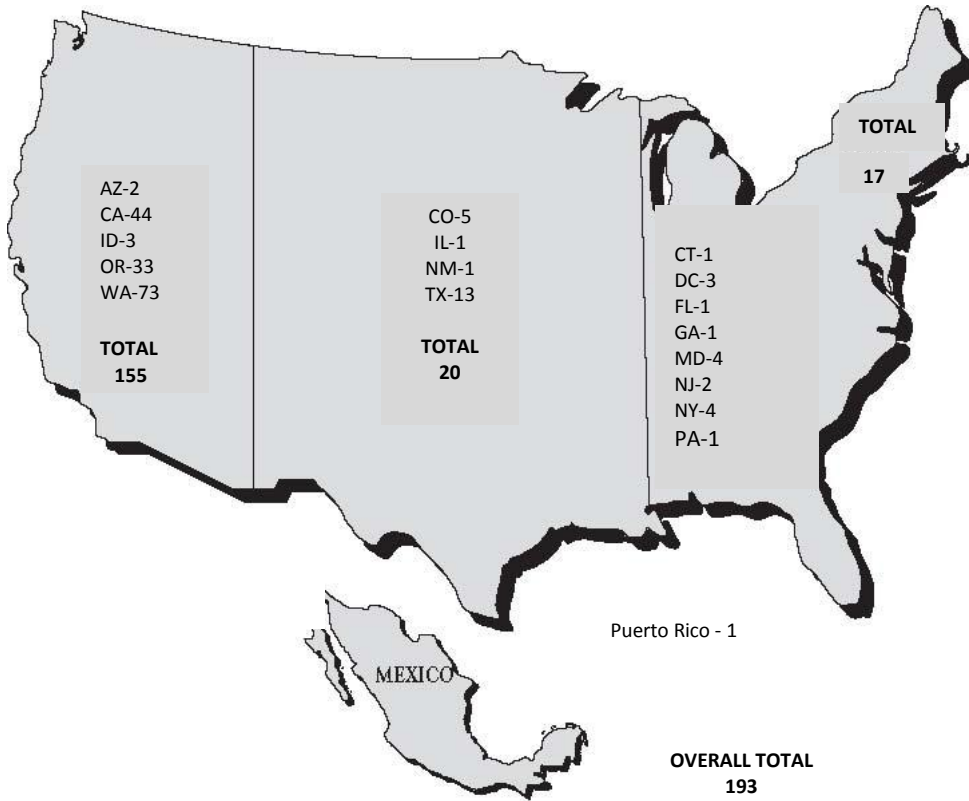 AZ-2
CA-44
ID-3
OR-33
WA-73
TOTAL
155
CO-5
IL-1
NM-1
TX-13
TOTAL
20
TOTAL
17
CT-1
DC-3
FL-1
GA-1
MD-4
NJ-2
NY-4
PA-1
Puerto Rico - 1
MEXICO
OVERALL TOTAL
193